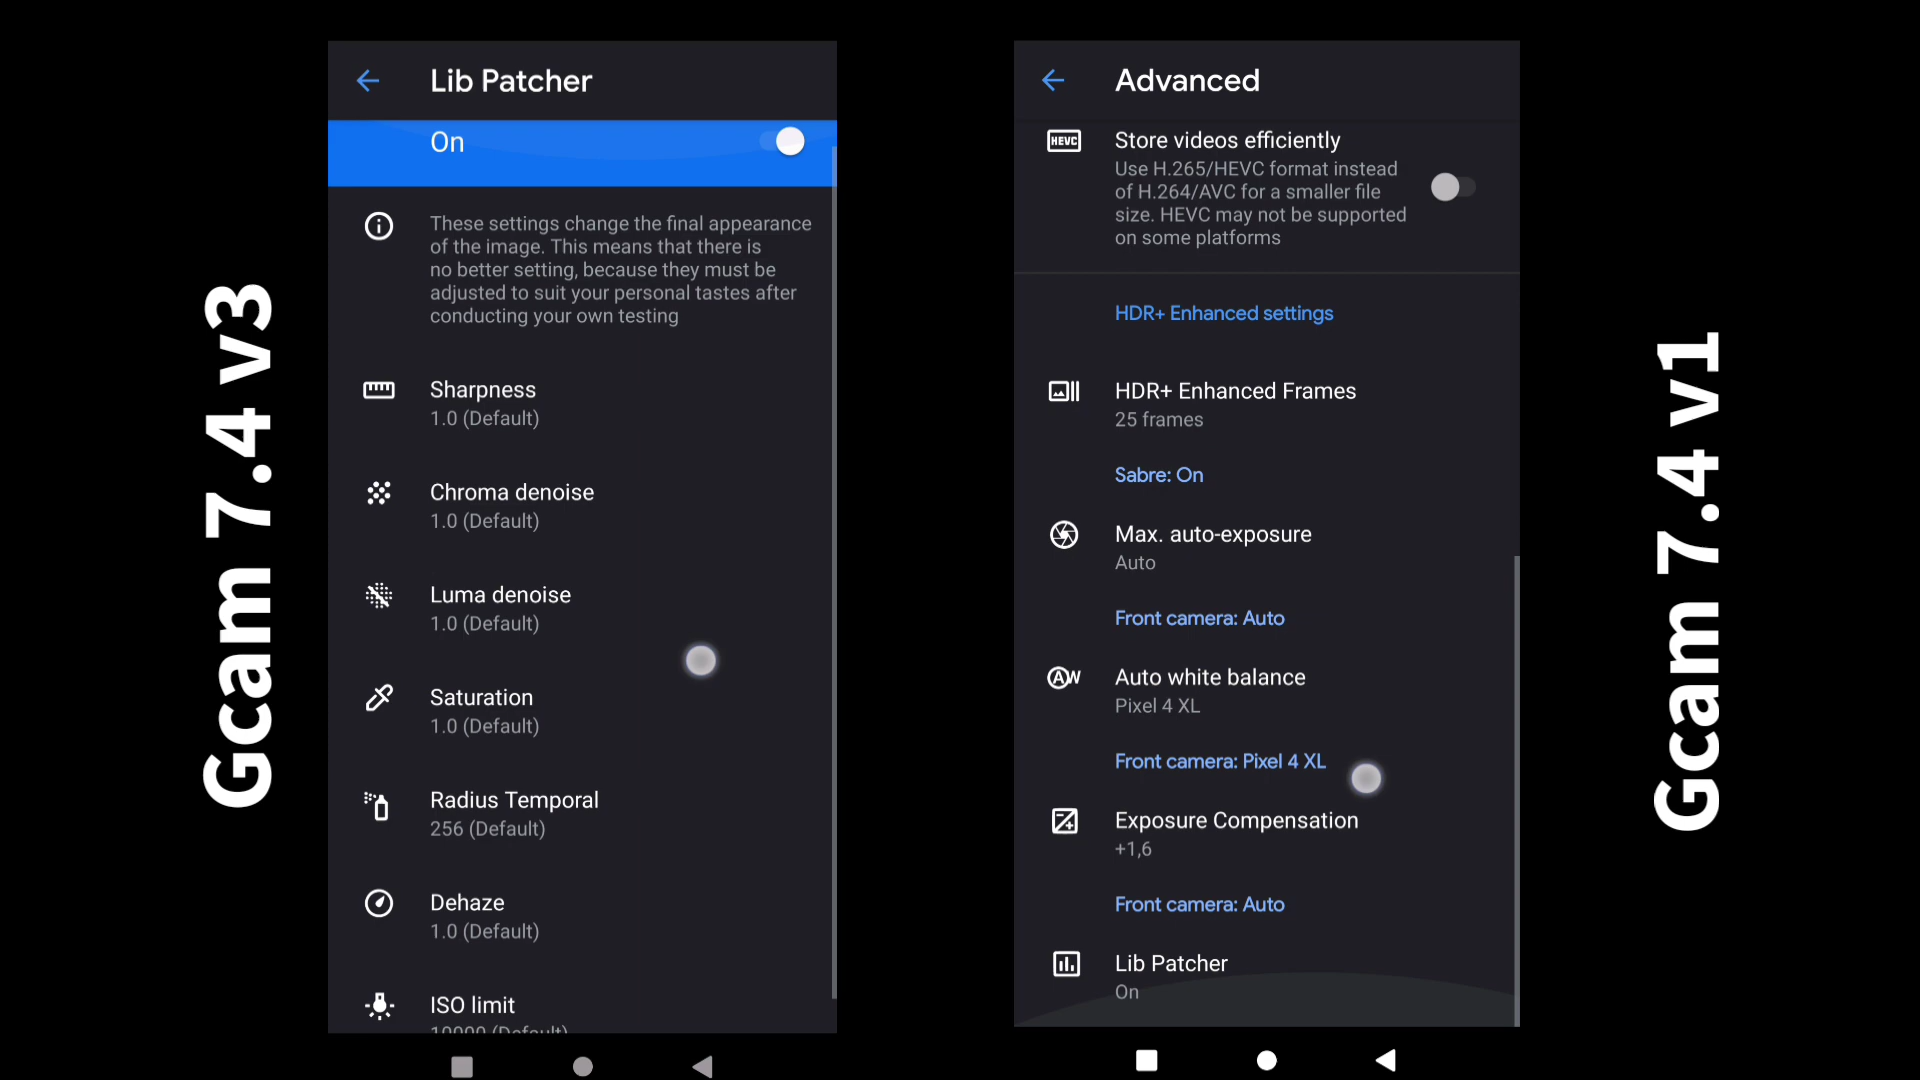 Gcam 7.4 v3
Lib Patcher
On
These settings change the final appearance
of the image. This means that there is
no better setting, because they must be
adjusted to suit your personal tastes after
conducting your own testing
Sharpness
1.0 (Default)
Chroma denoise
1.0 (Default)
Luma denoise
1.0 (Default)
Saturation
1.0 (Default)
Radius Temporal
256 (Default)
Dehaze
1.0 (Default)
ISO limit
10000 (Default)
Advanced
HEVC
Store videos efficiently
Use H.265/HEVC format instead
of H.264/AVC for a smaller file
size. HEVC may not be supported
on some platforms
HDR+ Enhanced settings
HDR+ Enhanced Frames
25 frames
Sabre: On
Max. auto-exposure
Auto
Front camera: Auto
Auto white balance
Pixel 4 XL
Front camera: Pixel 4 XL
Exposure Compensation
+1,6
Front camera: Auto
Lib Patcher
On
Gcam 7.4 v1